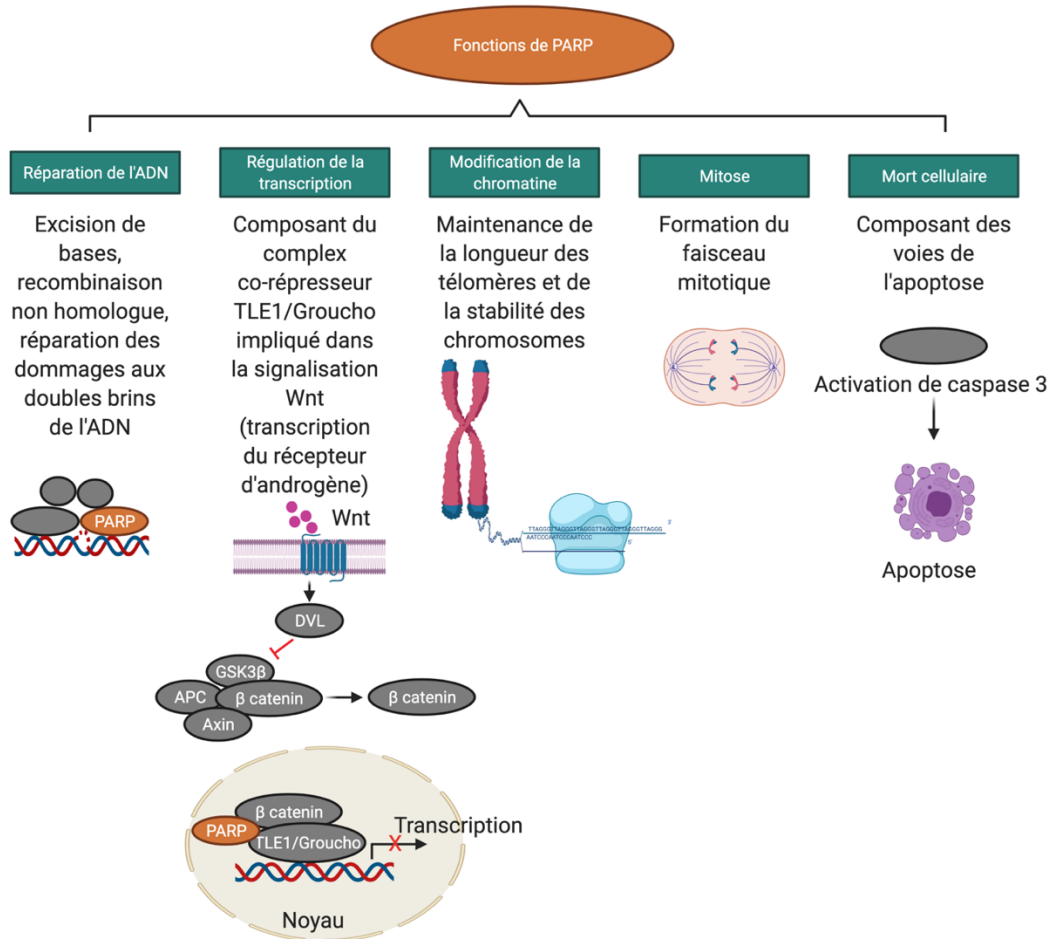 Fonctions de PARP
Réparation de l'ADN
Excision de
bases,
recombinaison
non homologue,
réparation des
dommages aux
doubles brins
de l'ADN
PARP
Régulation de la
transcription
Composant du
complex
co-répresseur
TLE1/Groucho
impliqué dans
la signalisation
Wnt
(transcription
du récepteur
d'androgène)
Wnt
DVL
GSK3β
APC
β catenin
Axin
β catenin
β catenin
PARP
TLE1/Groucho
Transcription
X
Noyau
Modification de la
chromatine
Maintenance de
la longueur des
télomères et de
la stabilité des
chromosomes
TTAGGGTTAGGGTTAGGGTTAGGGTTAGGGTTAGGG
3'
AATCCCAATCCCAATCCC
5'
Mitose
Formation du
faisceau
mitotique
Mort cellulaire
Composant des
voies de
l'apoptose
Activation de caspase 3
Apoptose